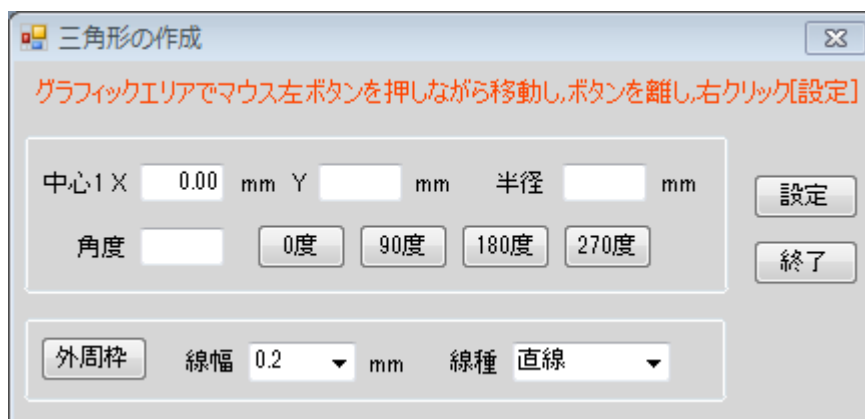 三角形の作成
グラフィックエリアでマウス左ボタンを押しながら移動し,ボタンを離し,右クリック[設定]
中心1 X 0.00 mm Y mm 半径 mm
設定
角度 0度 90度 180度 270度
終了
外周枠 線幅 0.2 mm 線種 直線